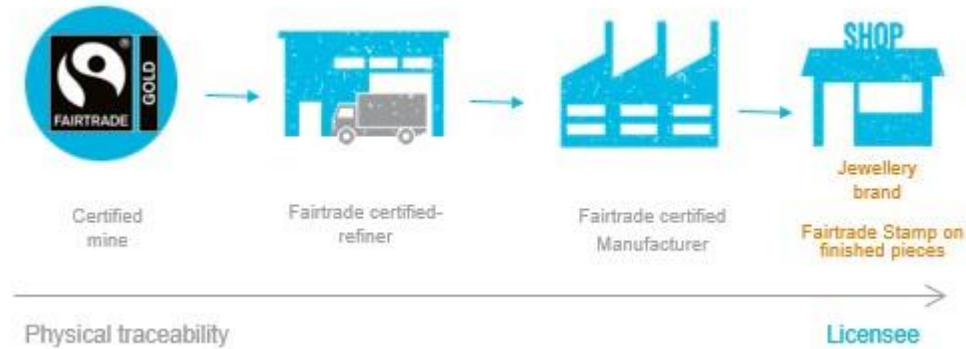 FAIRTRADE
GOLD
SHOP
Certified
mine
Fairtrade certified-
refiner
Fairtrade certified
Manufacturer
Jewellery
brand
Fairtrade Stamp on
finished pieces
Physical traceability
Licensee